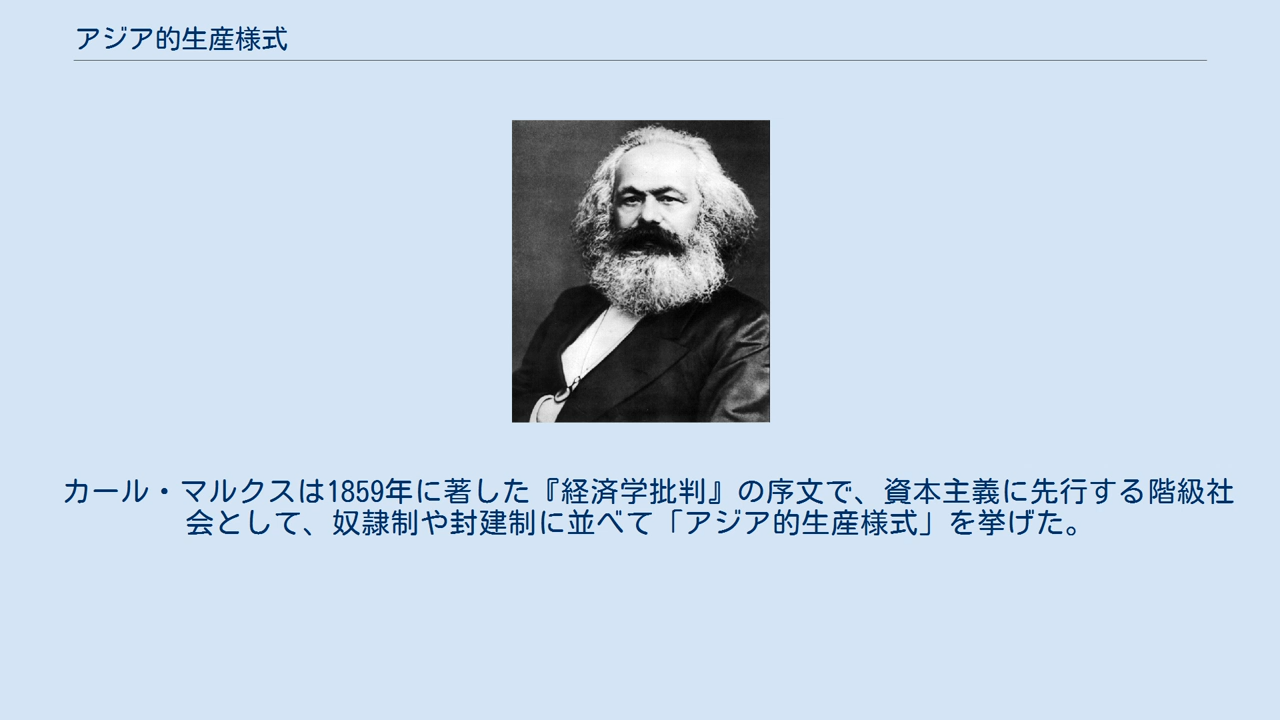 アジア的生産様式
カール・マルクスは1859年に著した『経済学批判』の序文で、資本主義に先行する階級社
会として、奴隷制や封建制に並べて「アジア的生産様式」を挙げた。